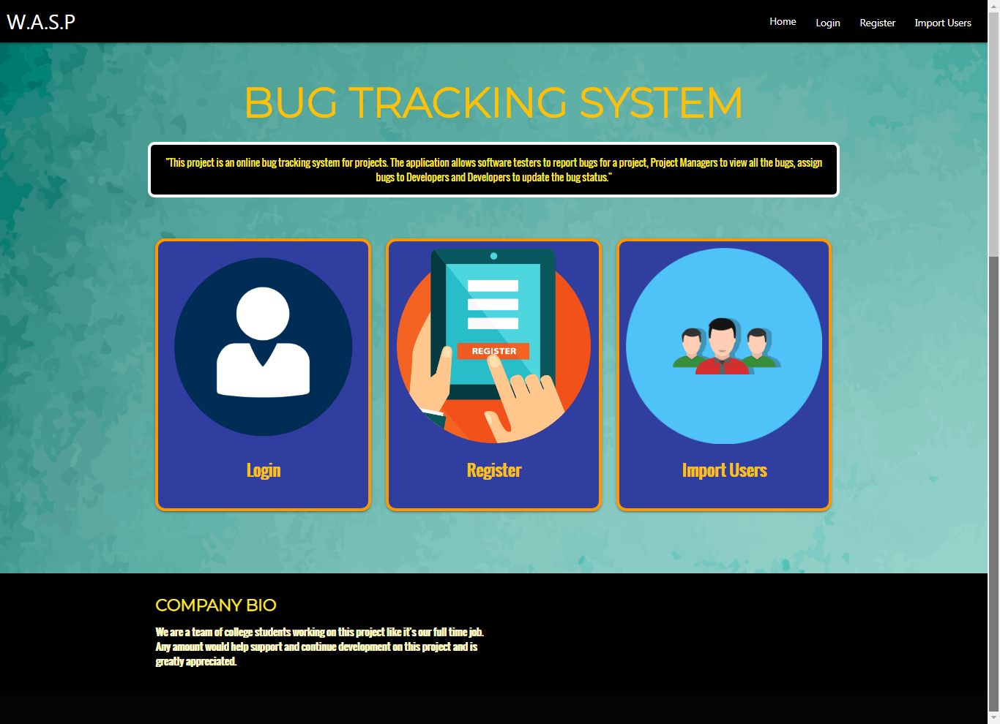 W.A.S.P
Home Login Register Import Users
BUG TRACKING SYSTEM
"This project is an online bug tracking system for projects. The application allows software testers to report bugs for a project, Project Managers to view all the bugs, assign
bugs to Developers and Developers to update the bug status."
REGISTER
Login
Register
Import Users
COMPANY BIO
We are a team of college students working on this project like it's our full time job.
Any amount would help support and continue development on this project and is
greatly appreciated.